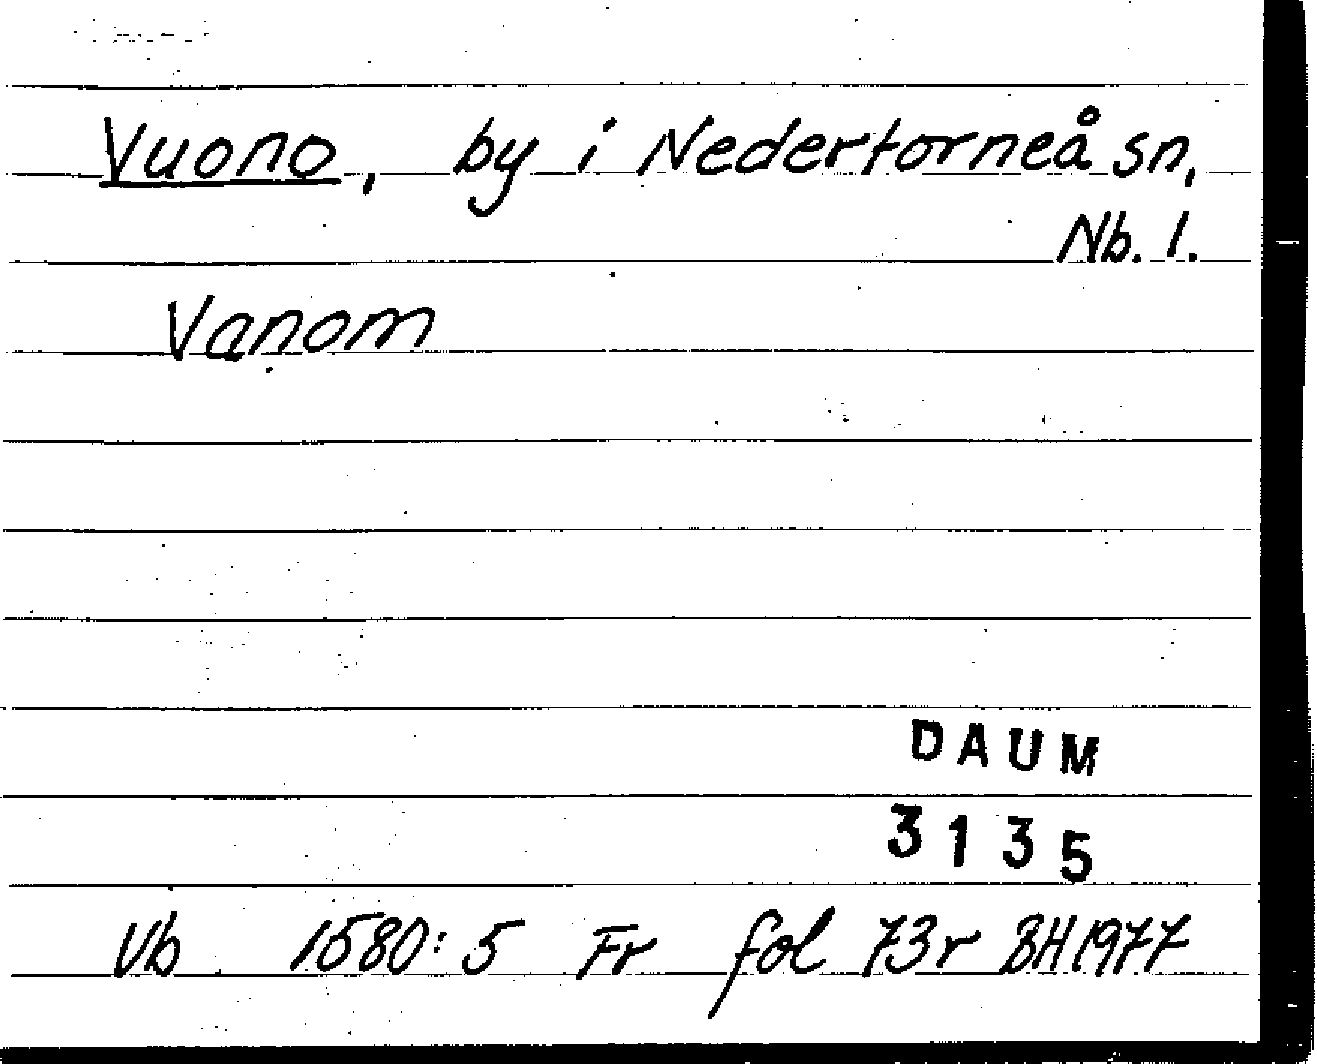 Vuono, by i Nedertorneå sn,
Nb. l.
Vanom
DAUM
3135
Vb. 1580:5 Fr fol 73r BH1977